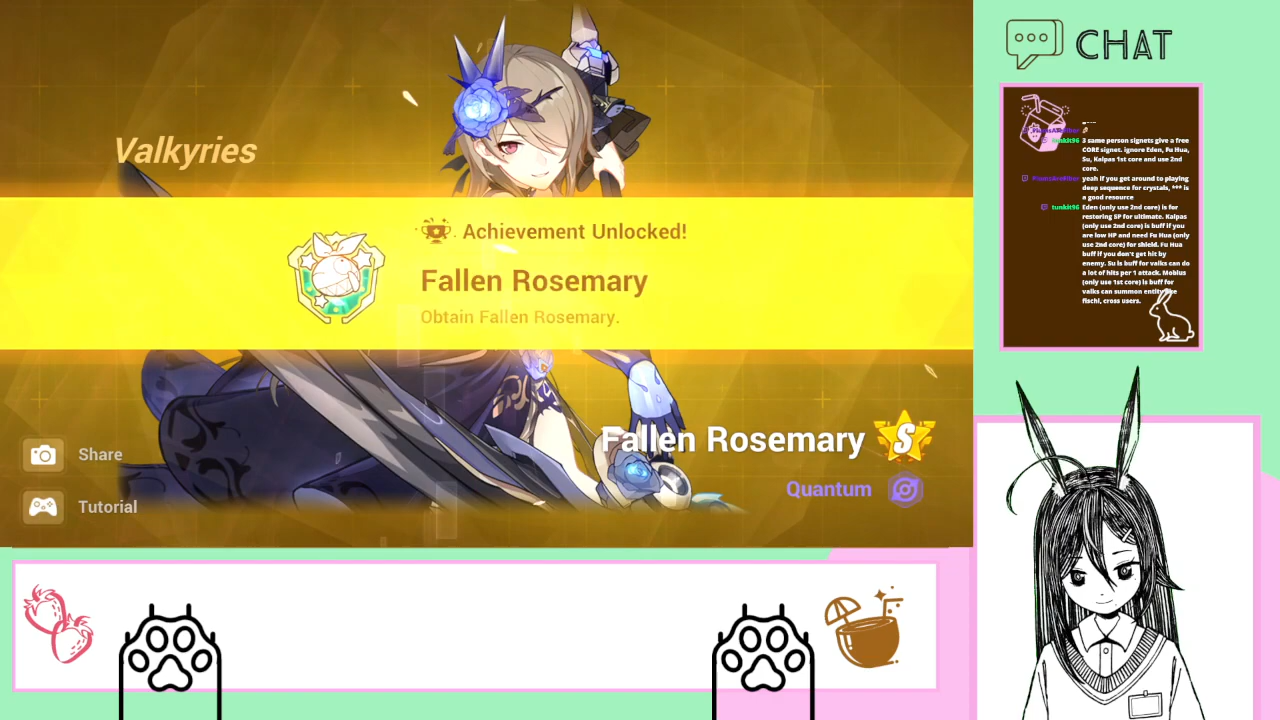 CHAT
Valkyries
Achievement Unlocked!
Fallen Rosemary
Obtain Fallen Rosemary.
Fallen Rosemary S
Quantum
Share
Tutorial
tunkit96 3 same person signets give a free
CORE signet. ignore Eden, Fu Hua,
Su, Kalpas 1st core and use 2nd
core.
PlantsAreFiber yeah if you get around to playing
deep sequence for crystals, *** is
a good resource
tunkit96 Eden (only use 2nd core) is for
restoring SP for ultimate. Kalpas
(only use 2nd core) is buff if you
are low HP and need Fu Hua (only
use 2nd core) for shield. Fu Hua
buff if you don't get hit by
enemy. Su is buff for valks can do
a lot of hits per 1 attack. Mobius
(only use 1st core) is buff for
valks can summon entity like
fischl, cross users.